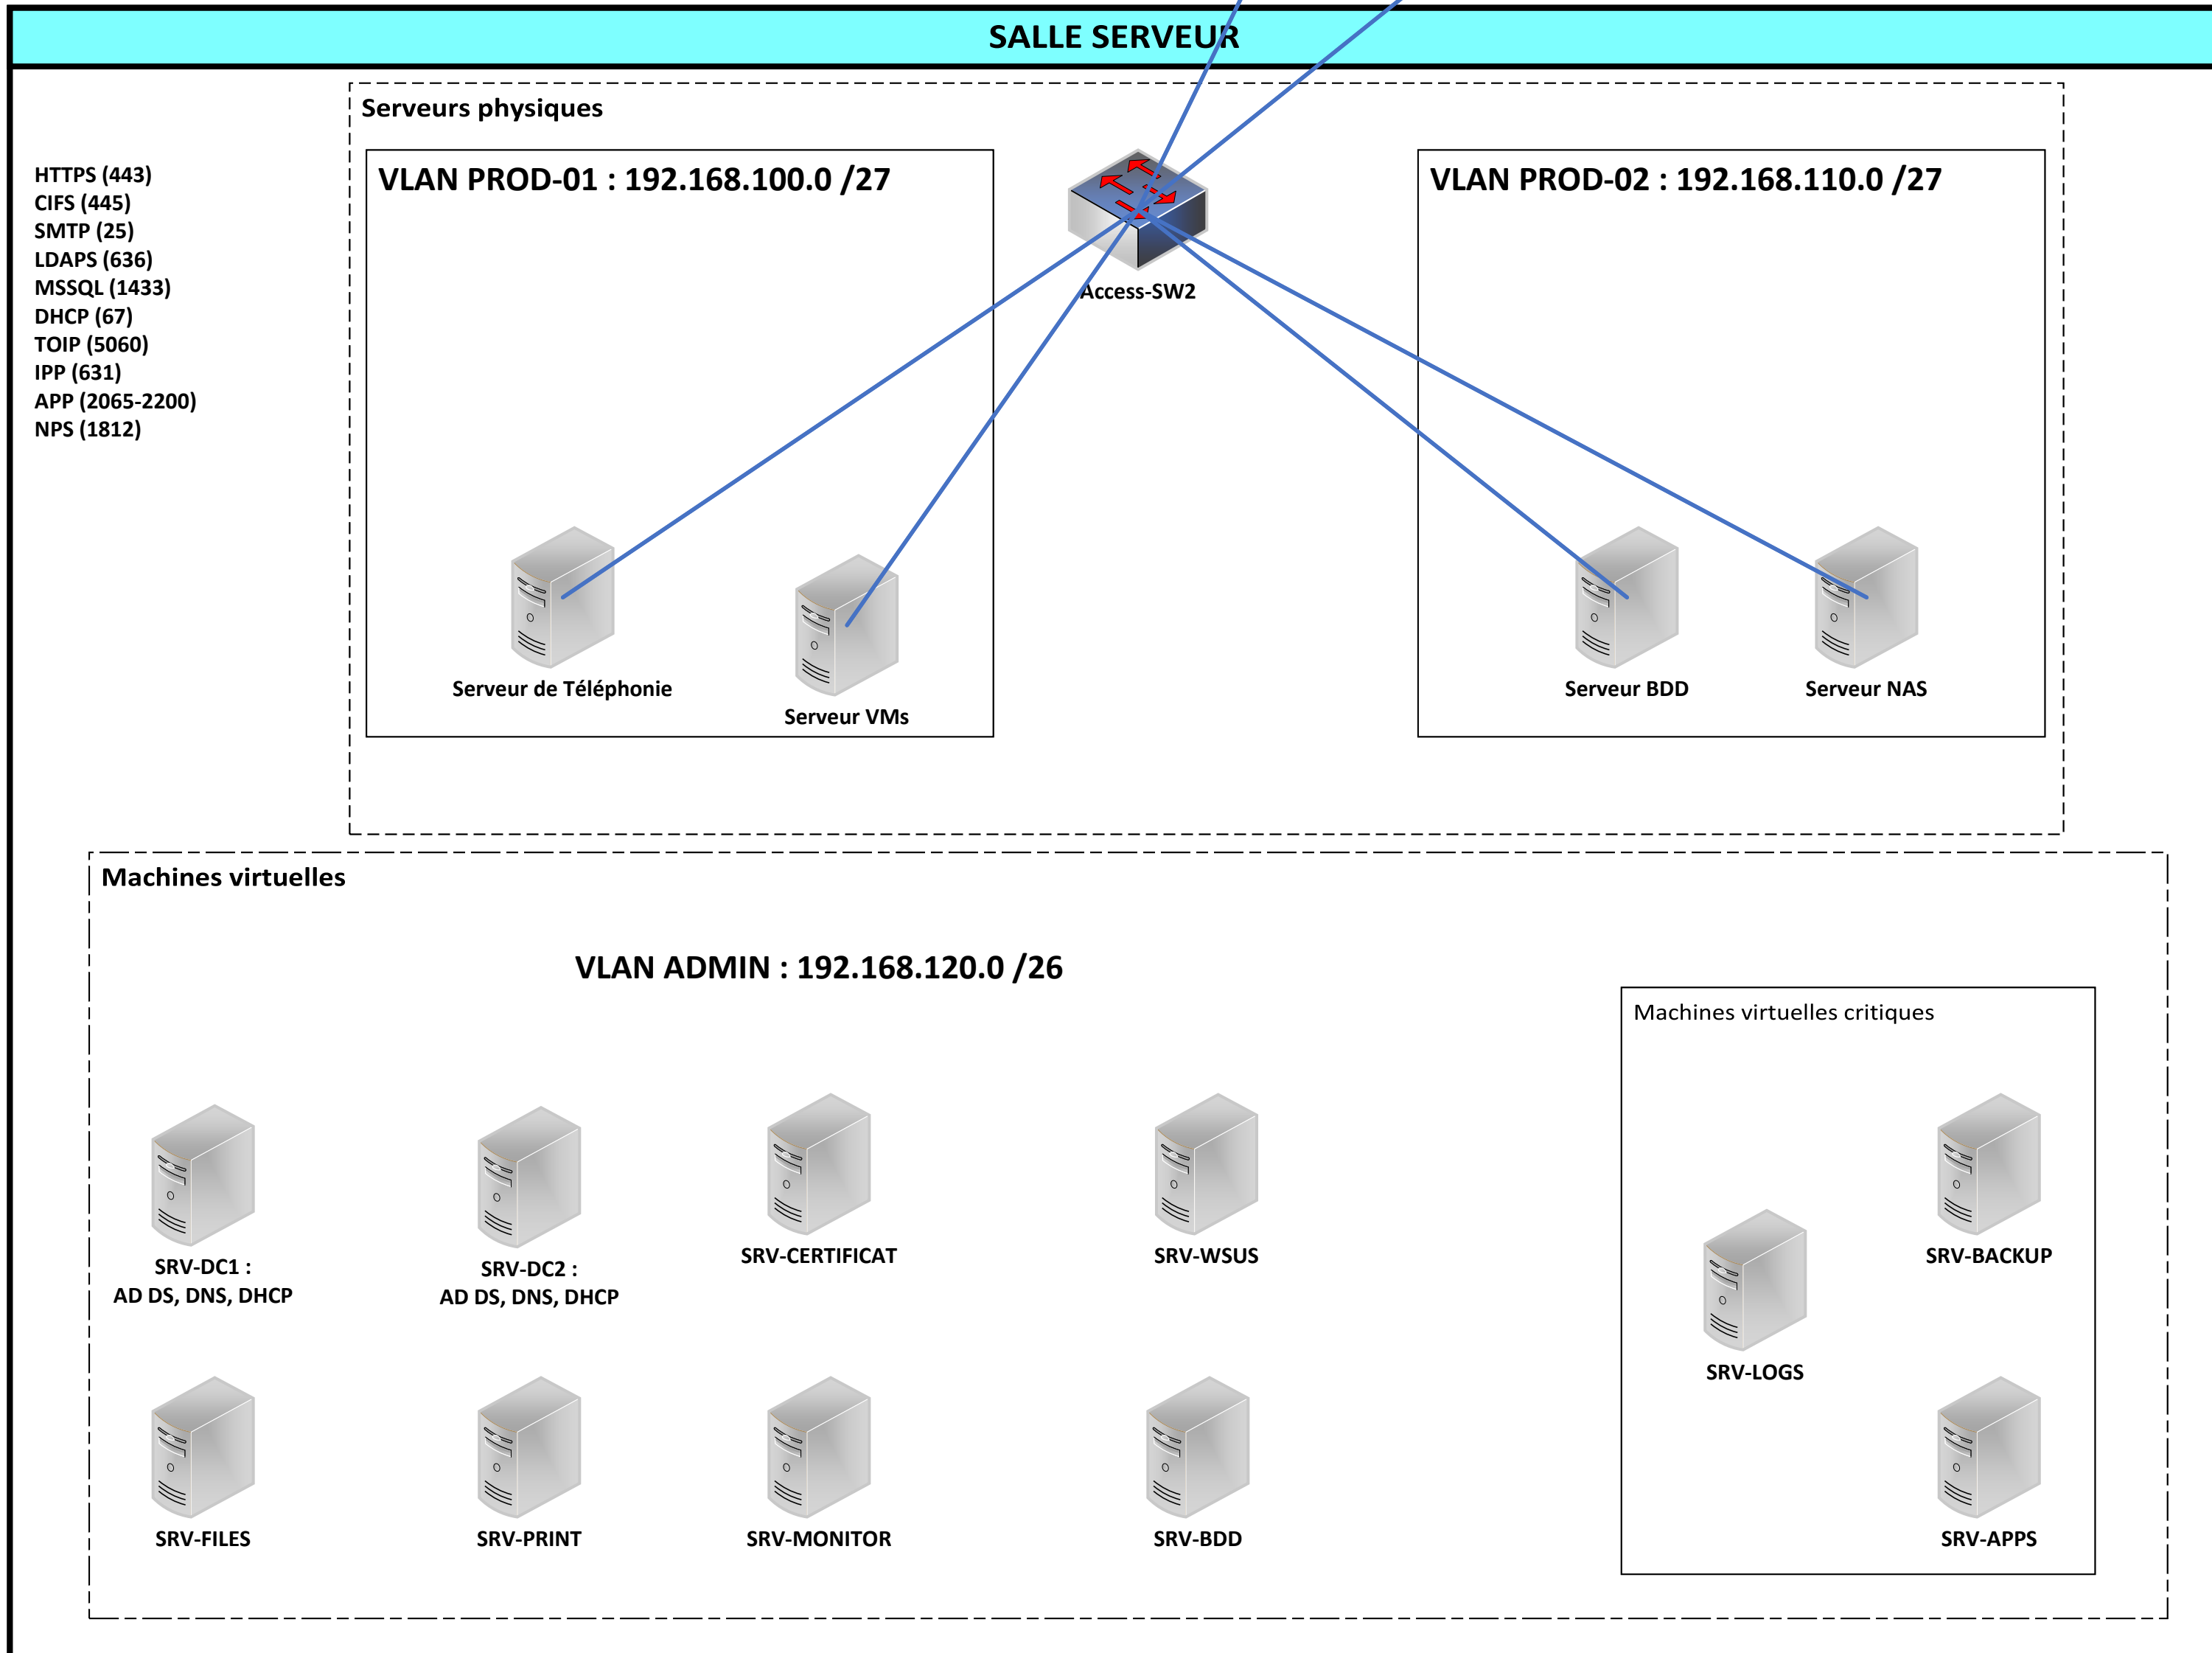 SALLE SERVEUR
Serveurs physiques
HTTPS (443)
CIFS (445)
SMTP (25)
LDAPS (636)
MSSQL (1433)
DHCP (67)
TOIP (5060)
IPP (631)
APP (2065-2200)
NPS (1812)
VLAN PROD-01 : 192.168.100.0 /27
Access-SW2
VLAN PROD-02 : 192.168.110.0 /27
Serveur de Téléphonie
Serveur VMs
Serveur BDD
Serveur NAS
Machines virtuelles
VLAN ADMIN : 192.168.120.0 /26
Machines virtuelles critiques
SRV-DC1 :
AD DS, DNS, DHCP
SRV-DC2 :
AD DS, DNS, DHCP
SRV-CERTIFICAT
SRV-WSUS
SRV-BACKUP
SRV-LOGS
SRV-FILES
SRV-PRINT
SRV-MONITOR
SRV-BDD
SRV-APPS